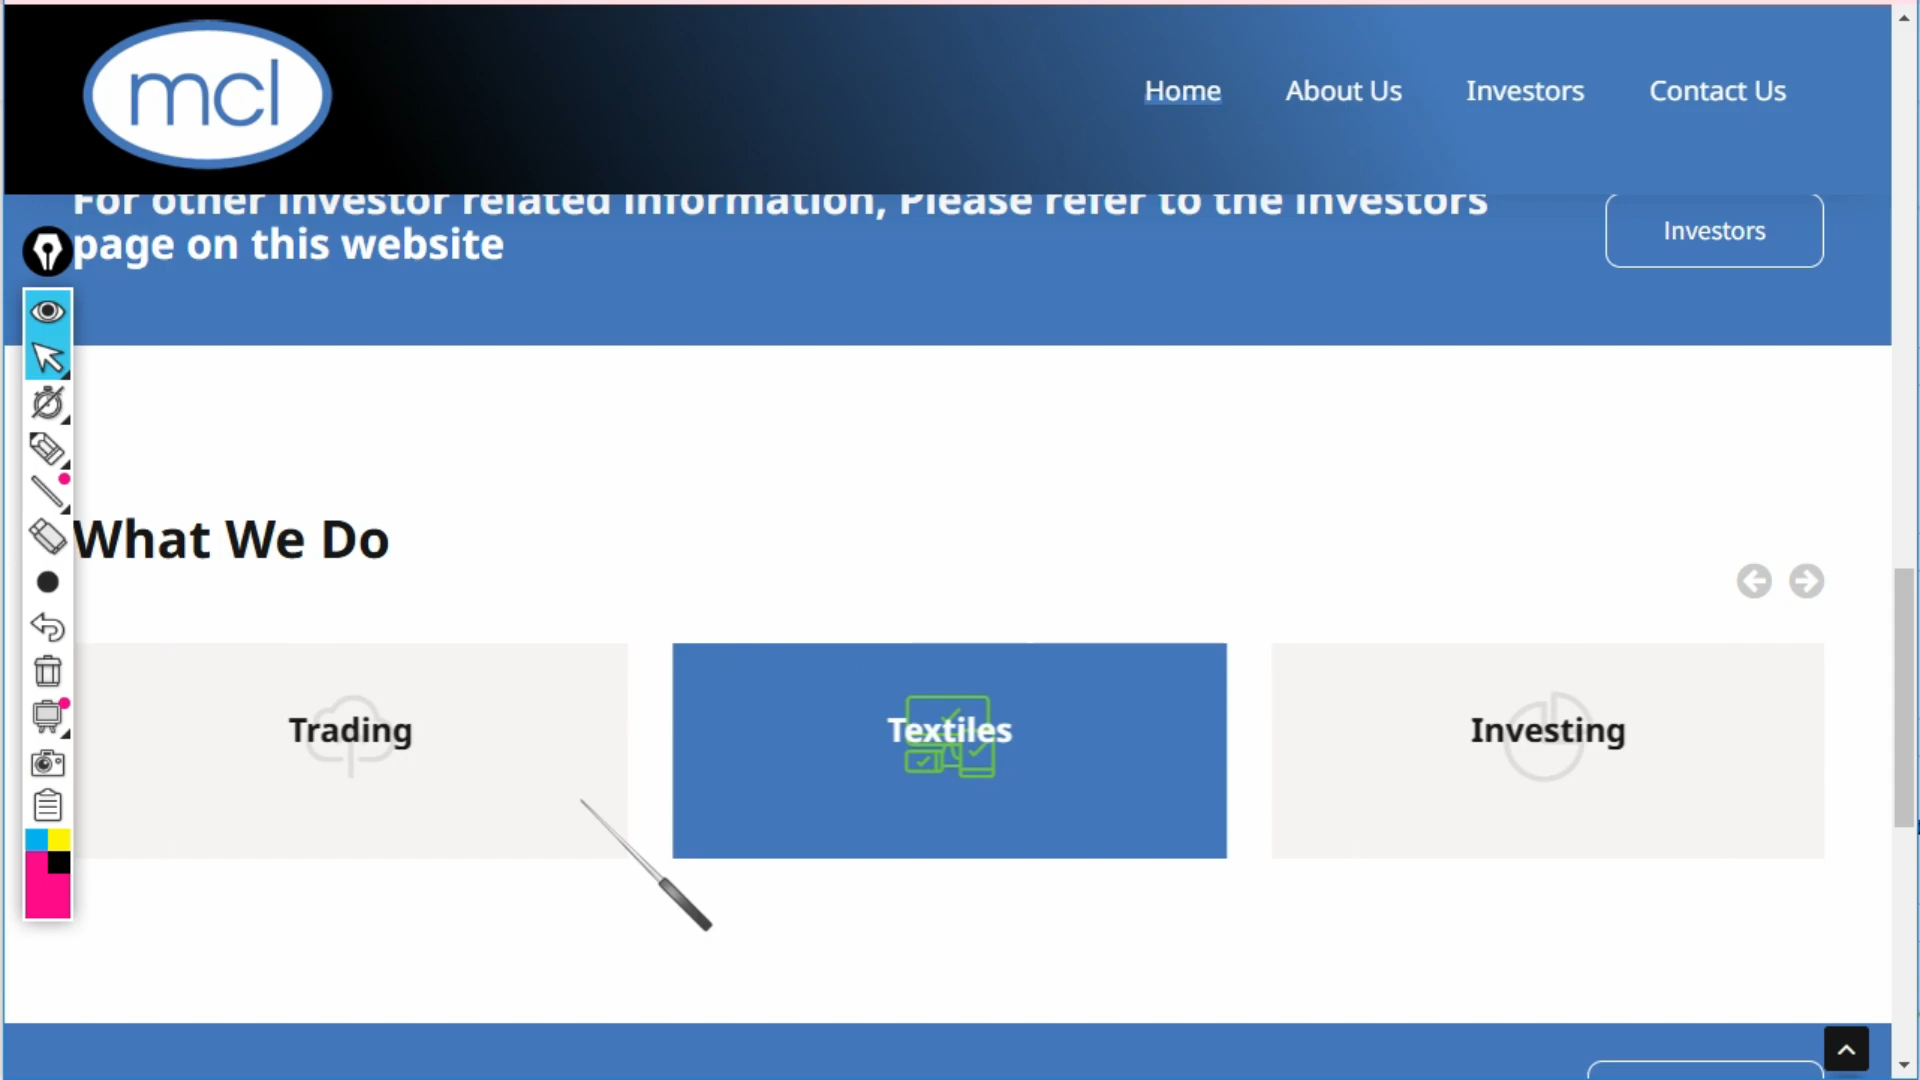 mcl
Home About Us Investors Contact Us
For other investor related information, Please refer to the investors
page on this website
Investors
What We Do
Trading
Textiles
Investing